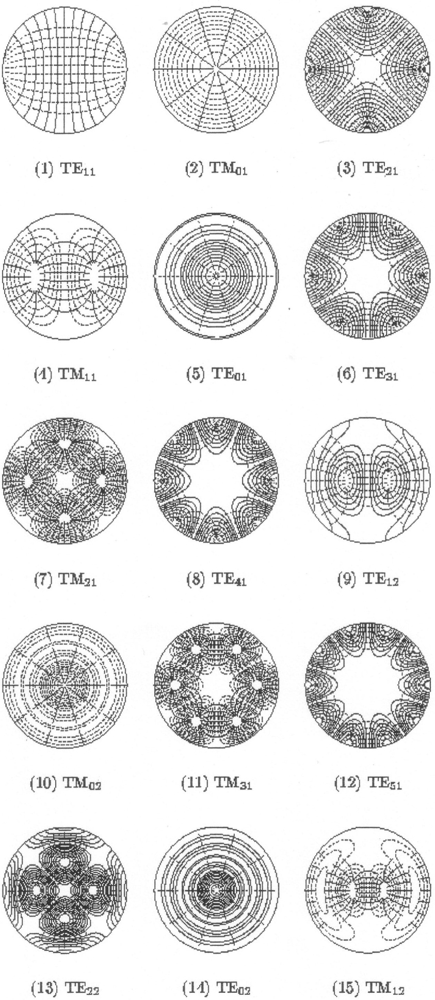 (1) TE₁₁ (2) TM₀₁ (3) TE₂₁
(4) TM₁₁ (5) TE₀₁ (6) TE₃₁
(7) TM₂₁ (8) TE₄₁ (9) TE₁₂
(10) TM₀₂ (11) TM₃₁ (12) TE₅₁
(13) TE₂₂ (14) TE₀₂ (15) TM₁₂